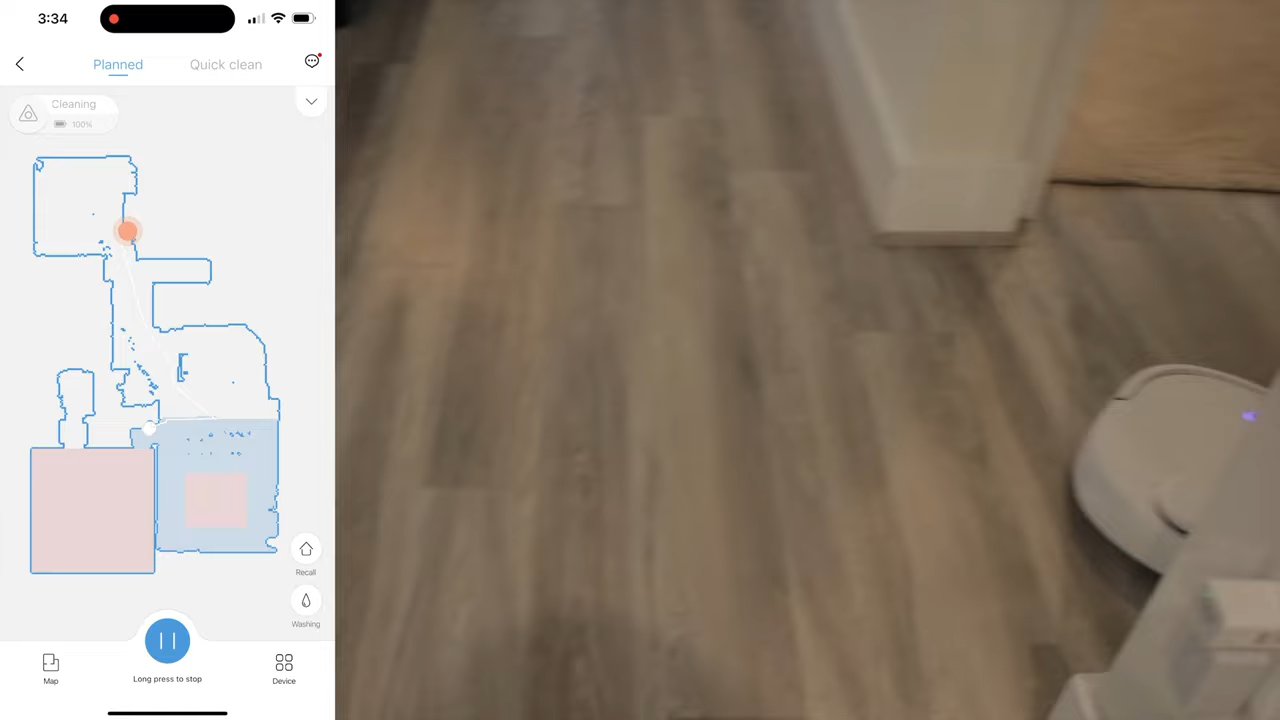 3:34
Planned
Quick clean
Cleaning
100%
Recall
Washing
Map
Long press to stop
Device